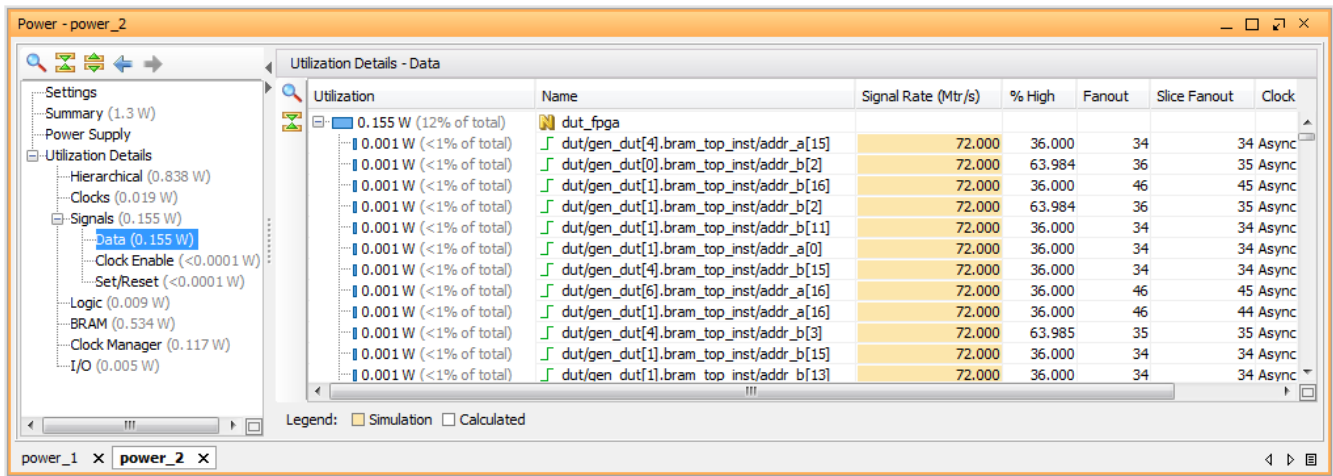 Power - power_2
Utilization Details - Data
Settings
Summary (1.3 W)
Power Supply
Utilization Details
Hierarchical (0.838 W)
Clocks (0.019 W)
Signals (0.155 W)
Data (0.155 W)
Clock Enable (<0.0001 W)
Set/Reset (<0.0001 W)
Logic (0.009 W)
BRAM (0.534 W)
Clock Manager (0.117 W)
I/O (0.005 W)
Utilization Name Signal Rate (Mtr/s) % High Fanout Slice Fanout Clock
0.155 W (12% of total) dut_fpga
0.001 W (<1% of total) dut/gen_dut[4].bram_top_inst/addr_a[15] 72.000 36.000 34 34 Async
0.001 W (<1% of total) dut/gen_dut[0].bram_top_inst/addr_b[2] 72.000 63.984 36 35 Async
0.001 W (<1% of total) dut/gen_dut[1].bram_top_inst/addr_b[16] 72.000 36.000 46 45 Async
0.001 W (<1% of total) dut/gen_dut[1].bram_top_inst/addr_b[2] 72.000 63.984 36 35 Async
0.001 W (<1% of total) dut/gen_dut[1].bram_top_inst/addr_b[11] 72.000 36.000 34 34 Async
0.001 W (<1% of total) dut/gen_dut[1].bram_top_inst/addr_a[0] 72.000 36.000 34 34 Async
0.001 W (<1% of total) dut/gen_dut[4].bram_top_inst/addr_b[15] 72.000 36.000 34 34 Async
0.001 W (<1% of total) dut/gen_dut[6].bram_top_inst/addr_a[16] 72.000 36.000 46 45 Async
0.001 W (<1% of total) dut/gen_dut[1].bram_top_inst/addr_a[16] 72.000 36.000 46 44 Async
0.001 W (<1% of total) dut/gen_dut[4].bram_top_inst/addr_b[3] 72.000 63.985 35 35 Async
0.001 W (<1% of total) dut/gen_dut[1].bram_top_inst/addr_b[15] 72.000 36.000 34 34 Async
0.001 W (<1% of total) dut/gen_dut[1].bram_top_inst/addr_b[13] 72.000 36.000 34 34 Async
Legend: Simulation Calculated
power_1 power_2